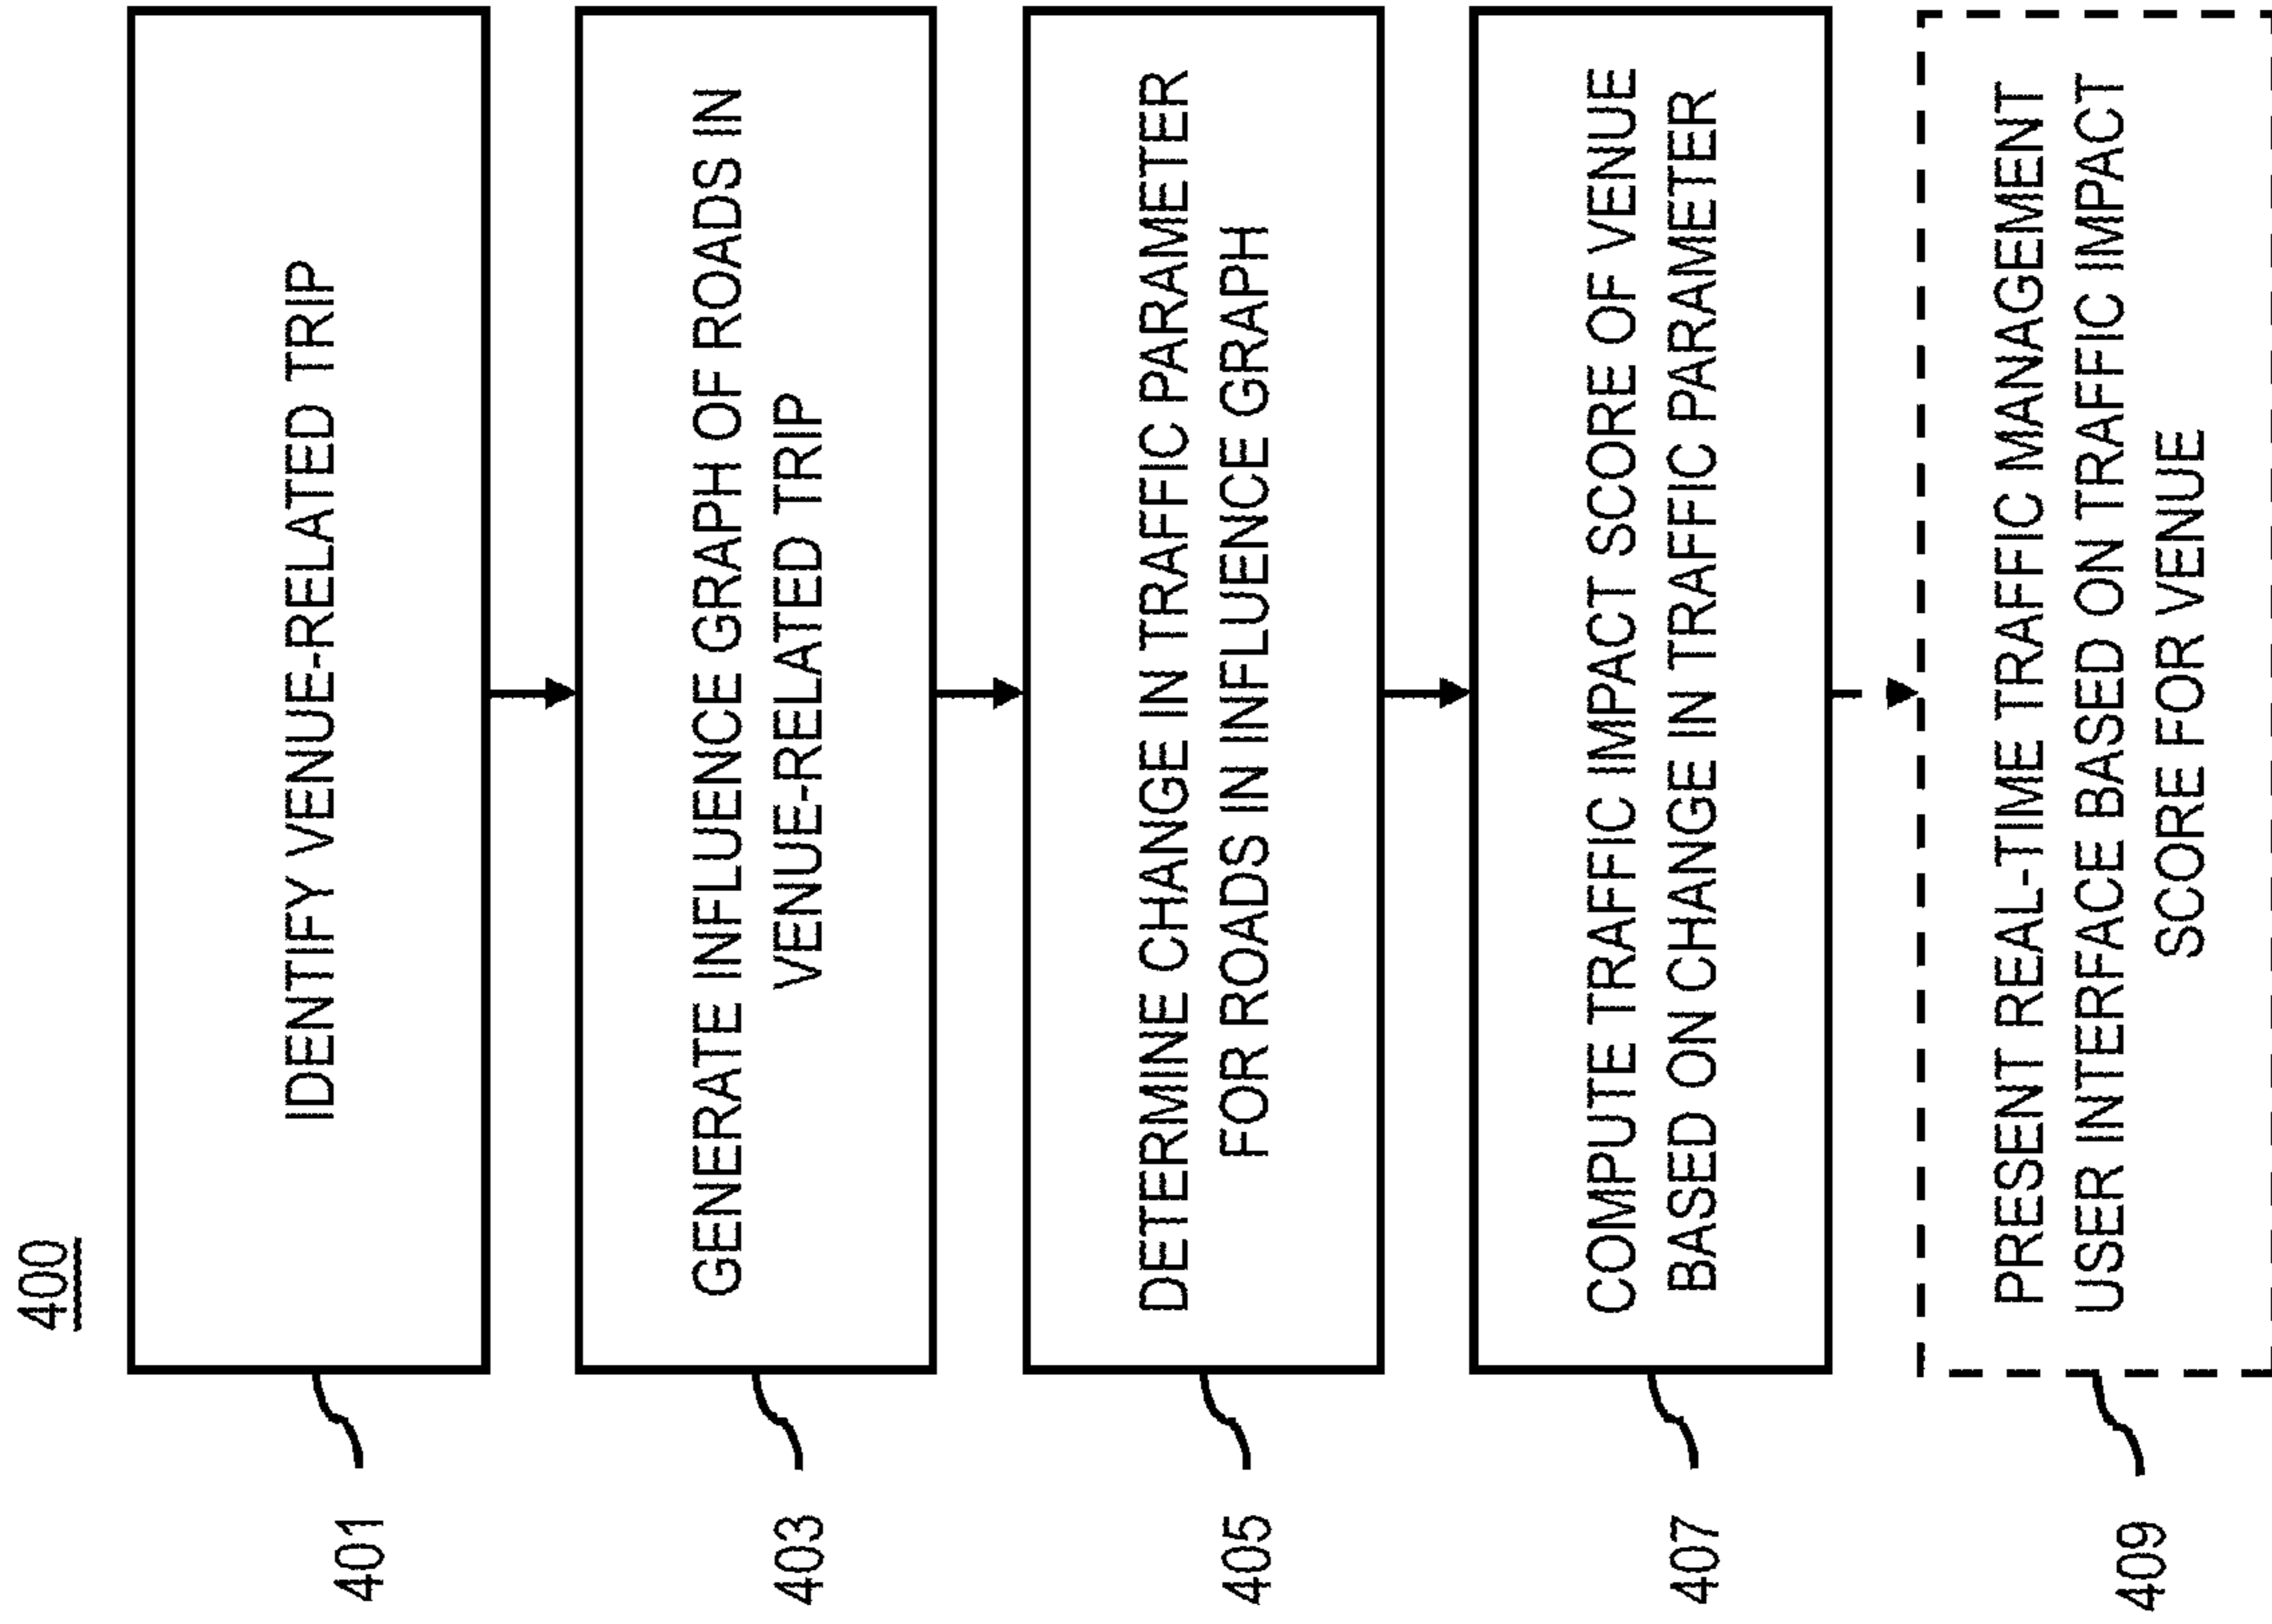 400
401
IDENTIFY VENUE-RELATED TRIP
403
GENERATE INFLUENCE GRAPH OF ROADS IN
VENUE-RELATED TRIP
405
DETERMINE CHANGE IN TRAFFIC PARAMETER
FOR ROADS IN INFLUENCE GRAPH
407
COMPUTE TRAFFIC IMPACT SCORE OF VENUE
BASED ON CHANGE IN TRAFFIC PARAMETER
409
PRESENT REAL-TIME TRAFFIC MANAGEMENT
USER INTERFACE BASED ON TRAFFIC IMPACT
SCORE FOR VENUE